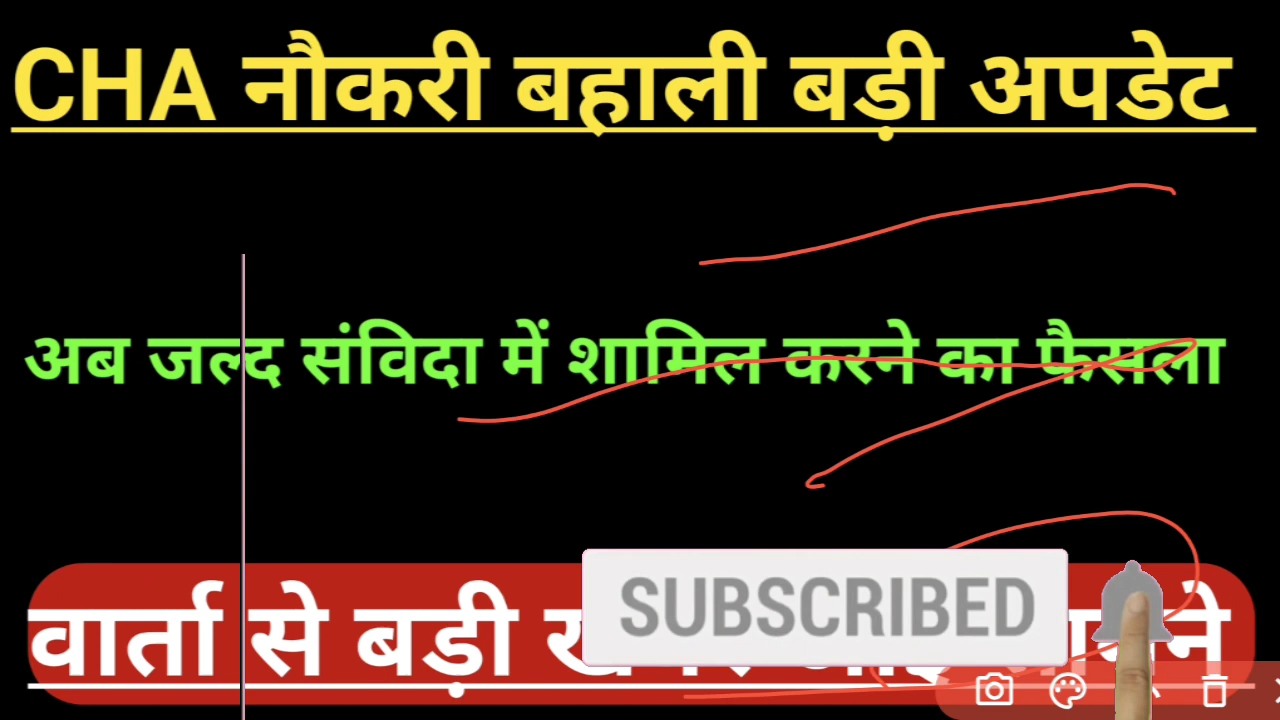 CHA नौकरी बहाली बड़ी अपडेट
अब जल्द संविदा में शामिल करने का फैसला
वार्ता से बड़ी
SUBSCRIBED